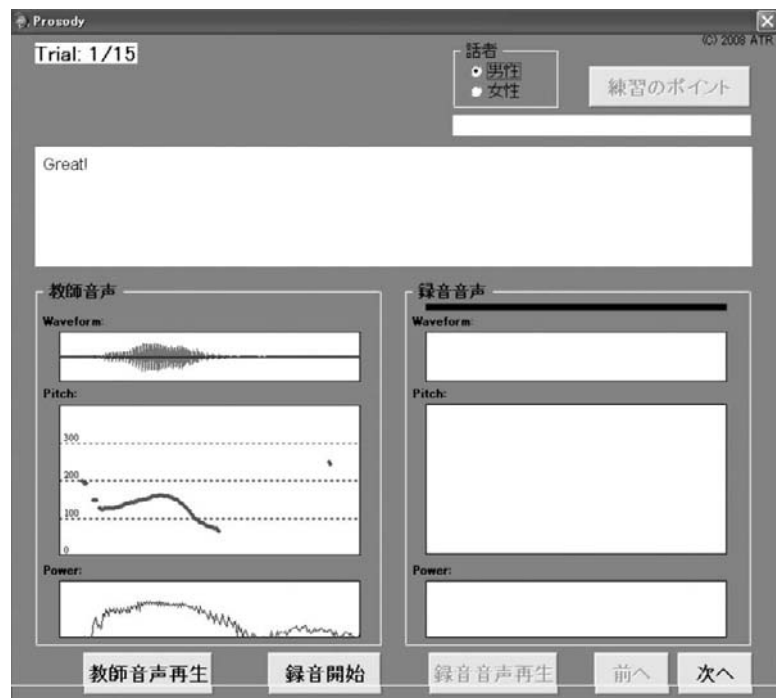 Prosody
(C) 2008 ATR
Trial: 1/15
話者
男性
女性
練習のポイント
Great!
教師音声
Waveform:
Pitch:
300
200
100
0
Power:
録音音声
Waveform:
Pitch:
Power:
教師音声再生
録音開始
録音音声再生
前へ
次へ